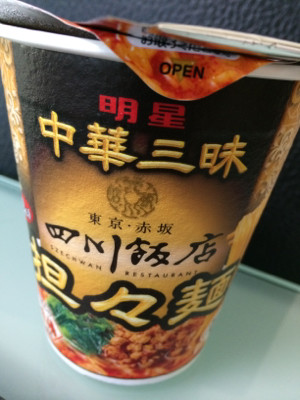 OPEN
明星
中華三昧
東京・赤坂
四川飯店
SZECHWAN RESTAURANT
担々麺